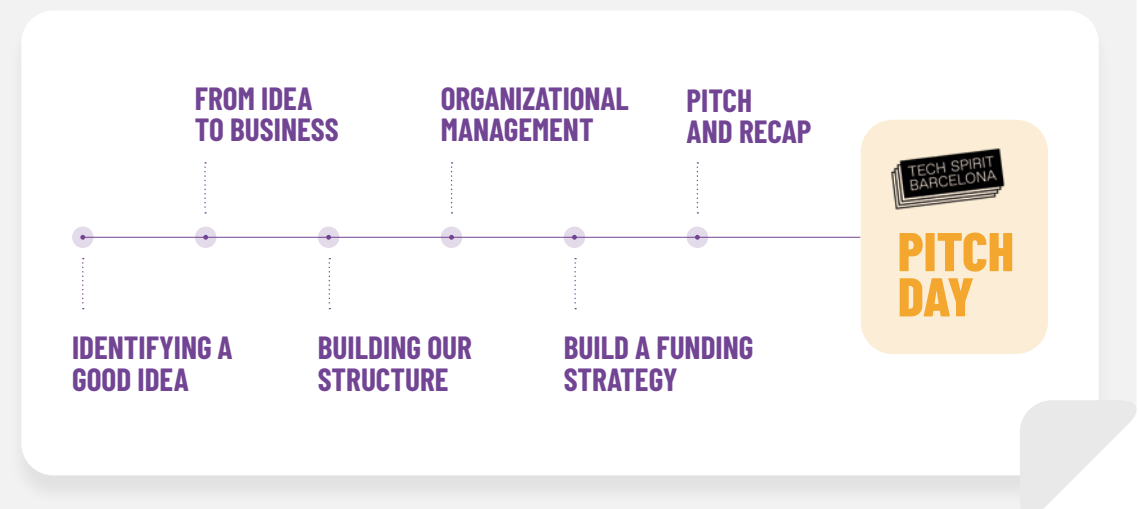 FROM IDEA
TO BUSINESS
ORGANIZATIONAL
MANAGEMENT
PITCH
AND RECAP
TECH SPIRIT
BARCELONA
PITCH
DAY
IDENTIFYING A
GOOD IDEA
BUILDING OUR
STRUCTURE
BUILD A FUNDING
STRATEGY